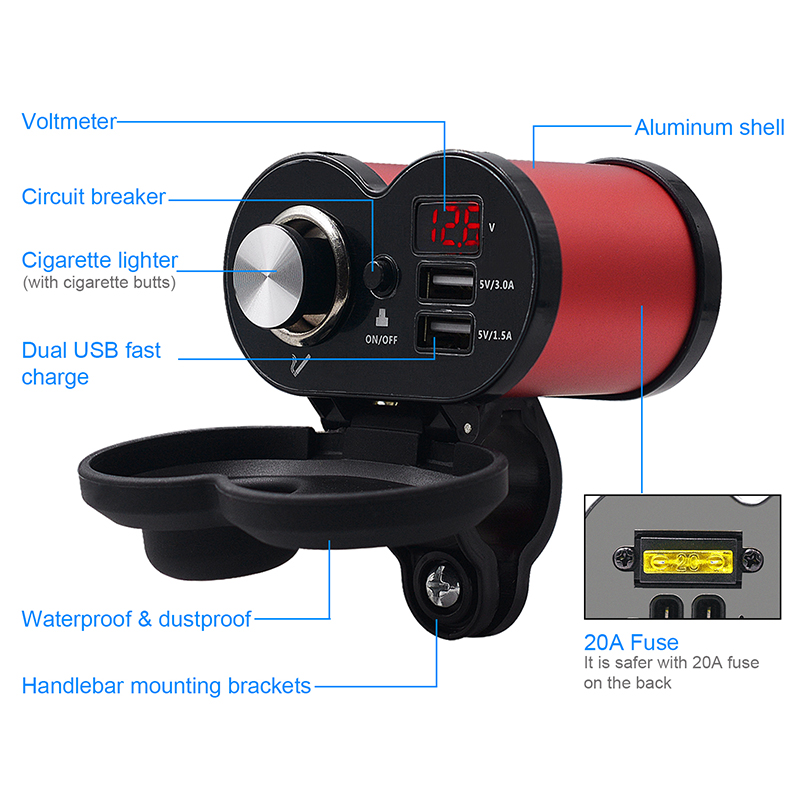 Voltmeter
Aluminum shell
Circuit breaker
Cigarette lighter
(with cigarette butts)
Dual USB fast
charge
12.6
V
5V/3.0A
5V/1.5A
ON/OFF
Waterproof & dustproof
Handlebar mounting brackets
20
20A Fuse
It is safer with 20A fuse
on the back